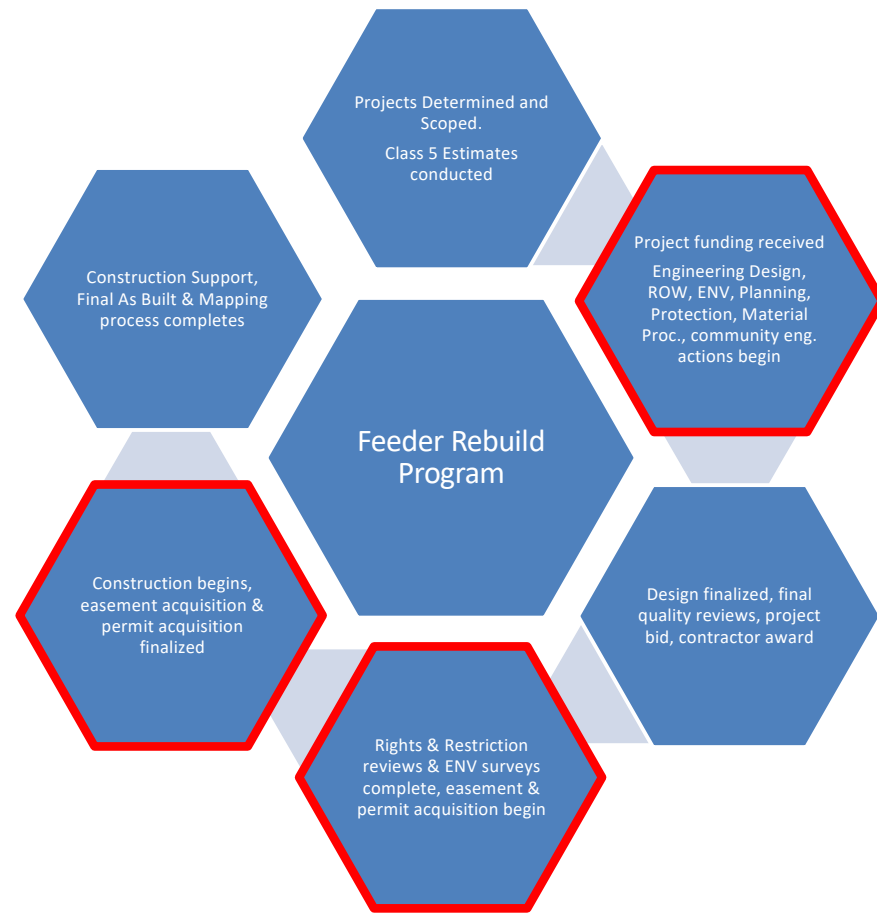 Projects Determined and
Scoped.
Class 5 Estimates
conducted
Project funding received
Engineering Design,
ROW, ENV, Planning,
Protection, Material
Proc., community eng.
actions begin
Design finalized, final
quality reviews, project
bid, contractor award
Rights & Restriction
reviews & ENV surveys
complete, easement &
permit acquisition begin
Construction begins,
easement acquisition &
permit acquisition
finalized
Construction Support,
Final As Built & Mapping
process completes
Feeder Rebuild
Program